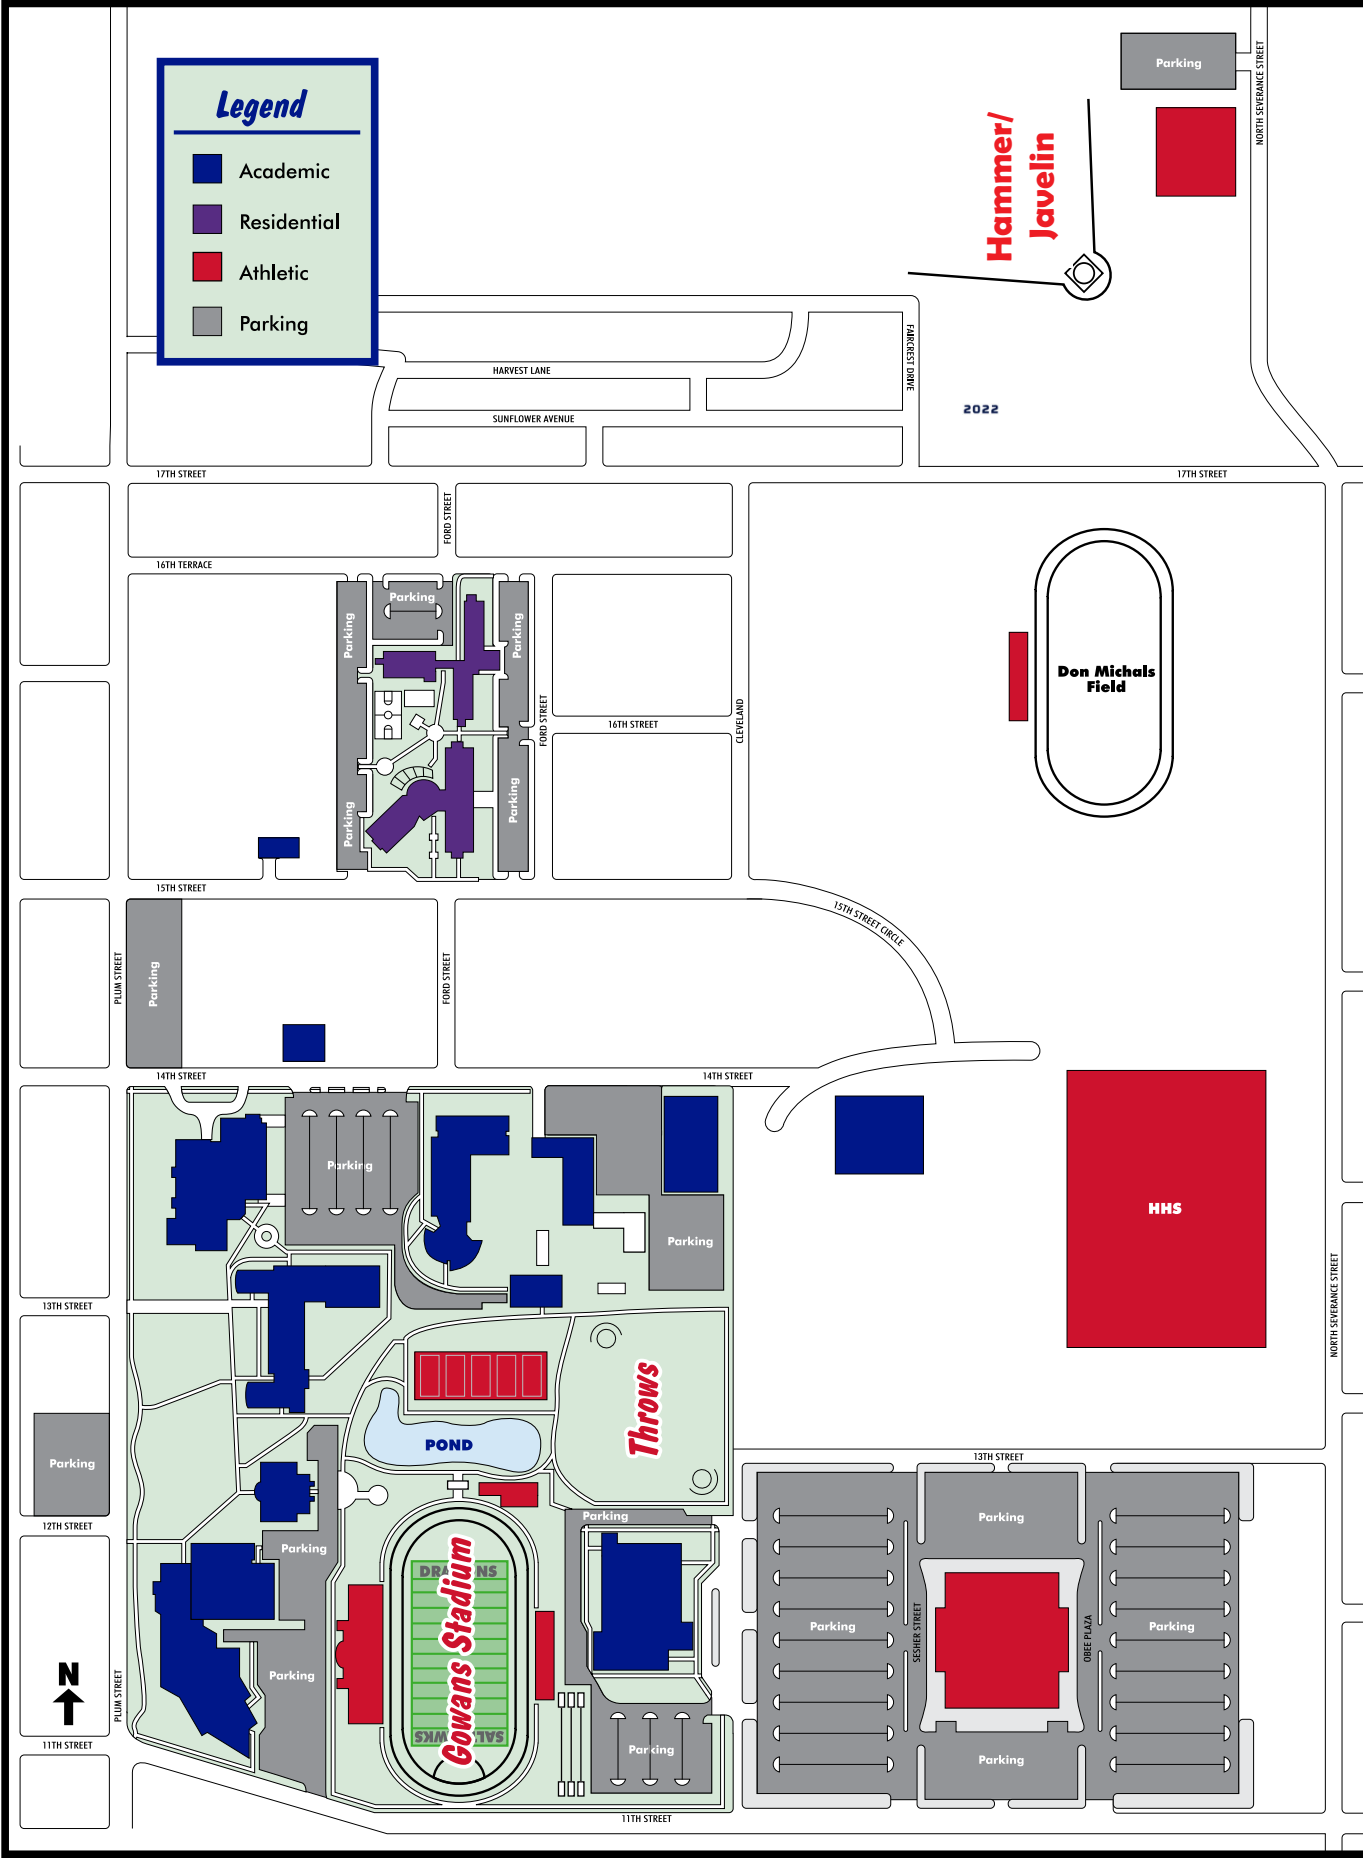 Legend
Academic
Residential
Athletic
Parking
Parking
NORTH SEVERANCE STREET
Hammer/
Javelin
HARVEST LANE
FAIRCREST DRIVE
2022
SUNFLOWER AVENUE
17TH STREET
17TH STREET
FORD STREET
16TH TERRACE
Parking
Parking
Parking
Don Michals
Field
FORD STREET
16TH STREET
CLEVELAND
Parking
Parking
15TH STREET
15TH STREET CIRCLE
PLUM STREET
Parking
FORD STREET
14TH STREET
14TH STREET
Parking
HHS
Parking
13TH STREET
NORTH SEVERANCE STREET
Throws
POND
13TH STREET
Parking
12TH STREET
Parking
Parking
Parking
DRAGONS
Gowans Stadium
Parking
SESHER STREET
OBEE PLAZA
Parking
N
PLUM STREET
Parking
11TH STREET
Parking
Parking
11TH STREET